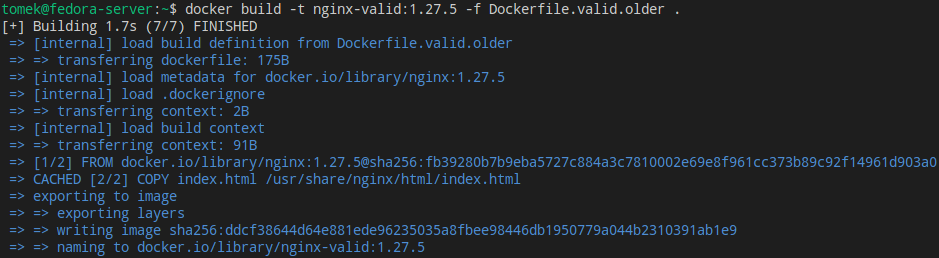 tomek@fedora-server:~$ docker build -t nginx-valid:1.27.5 -f Dockerfile.valid.older .
[+] Building 1.7s (7/7) FINISHED
=> [internal] load build definition from Dockerfile.valid.older
=> => transferring dockerfile: 175B
=> [internal] load metadata for docker.io/library/nginx:1.27.5
=> [internal] load .dockerignore
=> => transferring context: 2B
=> [internal] load build context
=> => transferring context: 91B
=> [1/2] FROM docker.io/library/nginx:1.27.5@sha256:fb39280b7b9eba5727c884a3c7810002e69e8f961cc373b89c92f14961d903a0
=> CACHED [2/2] COPY index.html /usr/share/nginx/html/index.html
=> exporting to image
=> => exporting layers
=> => writing image sha256:ddcf38644d64e881ede96235035a8fbee98446db1950779a044b2310391ab1e9
=> => naming to docker.io/library/nginx-valid:1.27.5